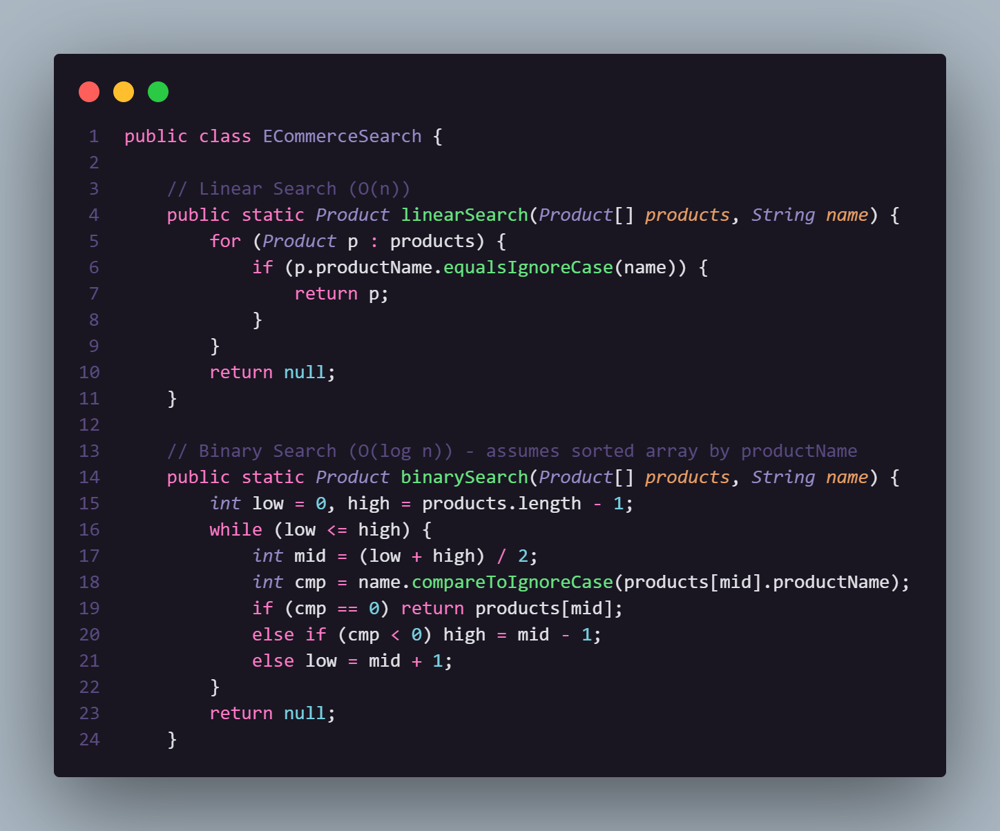 1 public class ECommerceSearch {
2
3     // Linear Search (O(n))
4     public static Product linearSearch(Product[] products, String name) {
5         for (Product p : products) {
6             if (p.productName.equalsIgnoreCase(name)) {
7                 return p;
8             }
9         }
10         return null;
11     }
12
13     // Binary Search (O(log n)) - assumes sorted array by productName
14     public static Product binarySearch(Product[] products, String name) {
15         int low = 0, high = products.length - 1;
16         while (low <= high) {
17             int mid = (low + high) / 2;
18             int cmp = name.compareToIgnoreCase(products[mid].productName);
19             if (cmp == 0) return products[mid];
20             else if (cmp < 0) high = mid - 1;
21             else low = mid + 1;
22         }
23         return null;
24     }